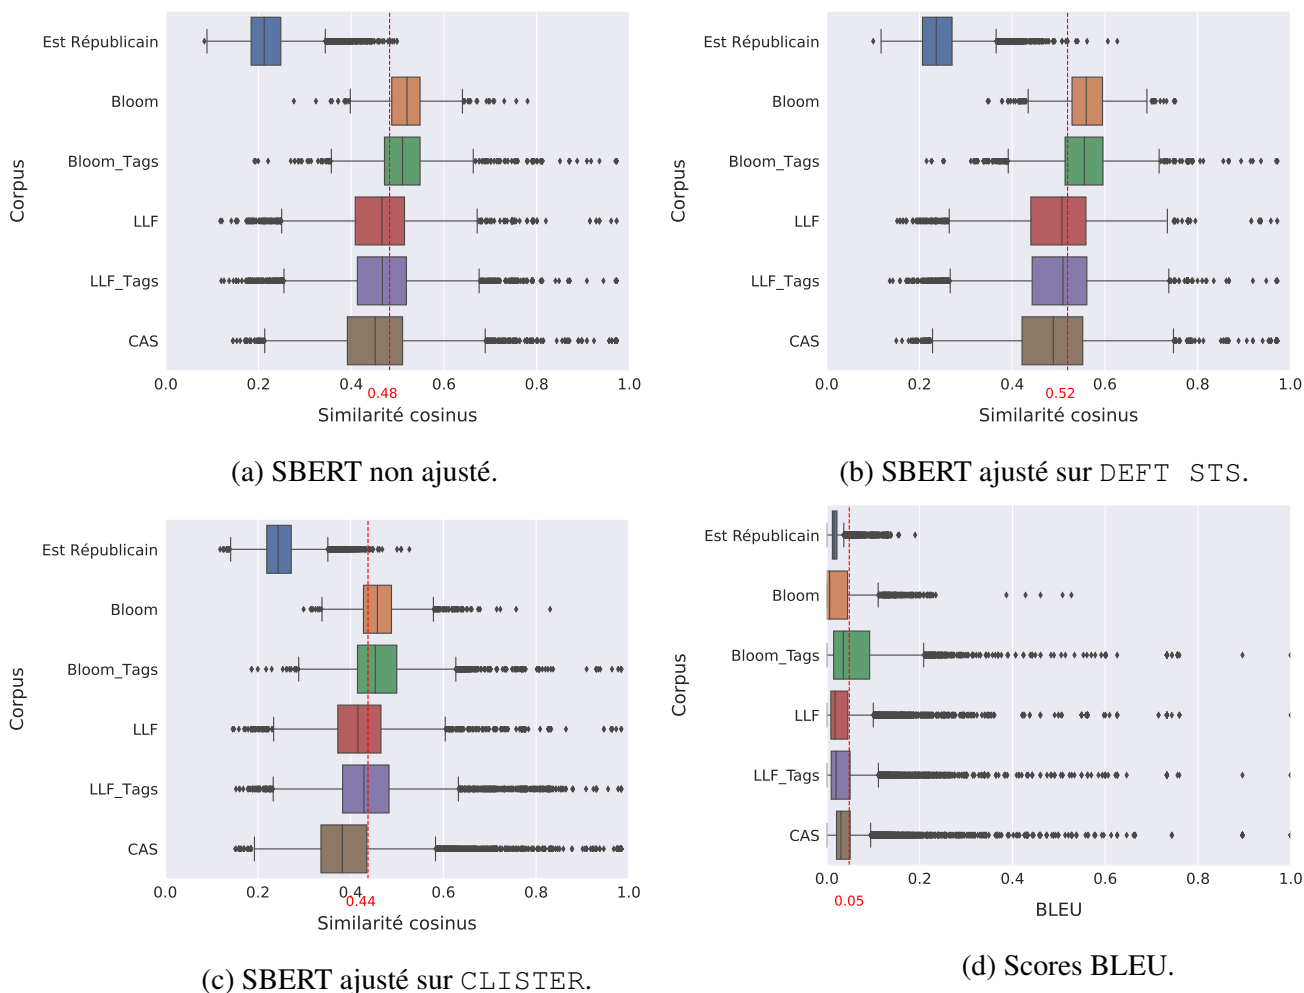 Est Républicain
Bloom
Bloom_Tags
LLF
LLF_Tags
CAS
Corpus
0.0 0.2 0.4 0.6 0.8 1.0
0.48
Similarité cosinus
(a) SBERT non ajusté.
Est Républicain
Bloom
Bloom_Tags
LLF
LLF_Tags
CAS
Corpus
0.0 0.2 0.4 0.6 0.8 1.0
0.52
Similarité cosinus
(b) SBERT ajusté sur DEFT STS.
Est Républicain
Bloom
Bloom_Tags
LLF
LLF_Tags
CAS
Corpus
0.0 0.2 0.4 0.6 0.8 1.0
0.44
Similarité cosinus
(c) SBERT ajusté sur CLISTER.
Est Républicain
Bloom
Bloom_Tags
LLF
LLF_Tags
CAS
Corpus
0.0 0.2 0.4 0.6 0.8 1.0
0.05
BLEU
(d) Scores BLEU.